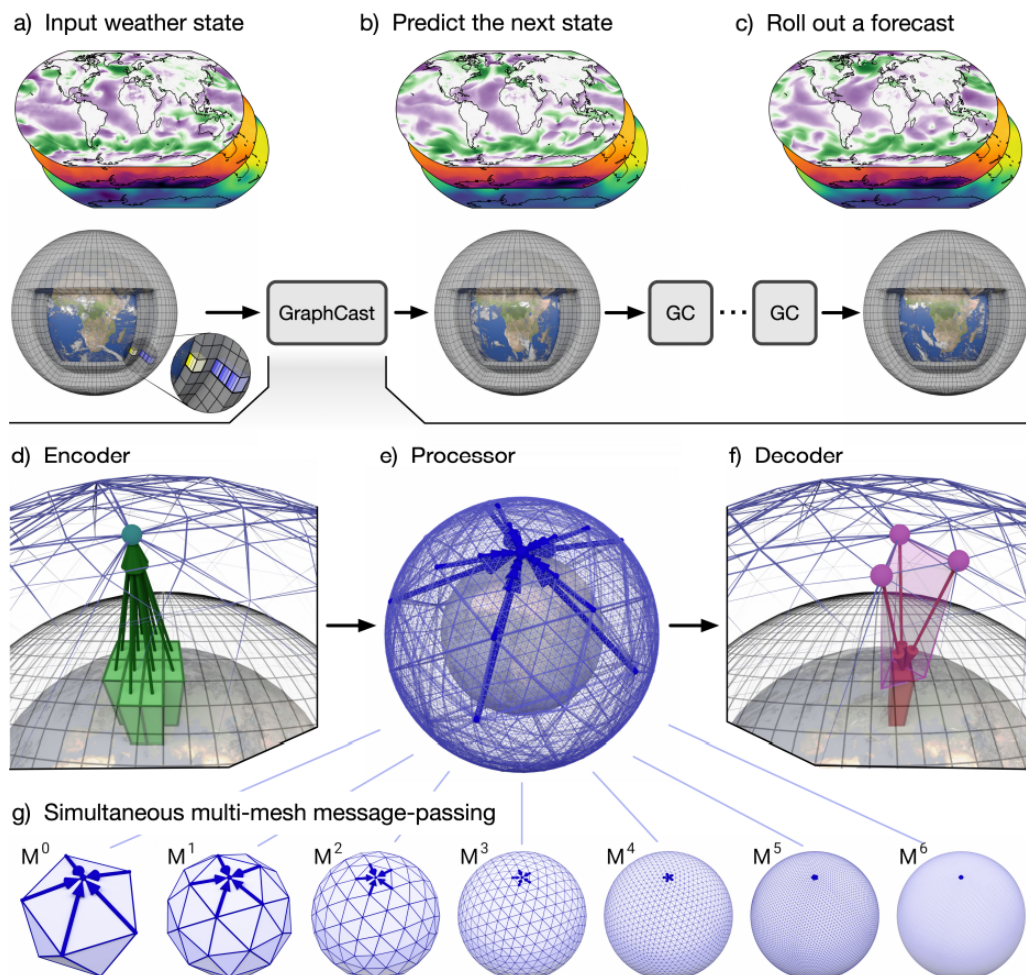 a) Input weather state
b) Predict the next state
c) Roll out a forecast
GraphCast
GC
···
GC
d) Encoder
e) Processor
f) Decoder
g) Simultaneous multi-mesh message-passing
M⁰
M¹
M²
M³
M⁴
M⁵
M⁶